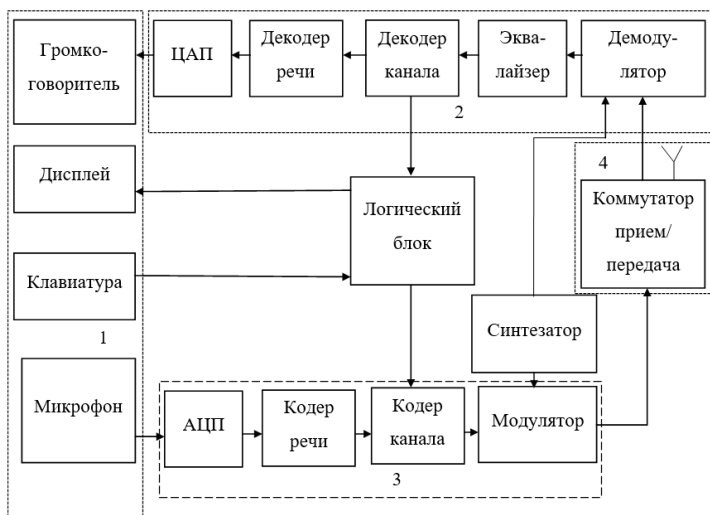 Громко-
говоритель
ЦАП
Декодер
речи
Декодер
канала
Эква-
лайзер
Демоду-
лятор
2
Дисплей
Логический
блок
4
Коммутатор
прием/
передача
Клавиатура
1
Синтезатор
Микрофон
АЦП
Кодер
речи
Кодер
канала
Модулятор
3